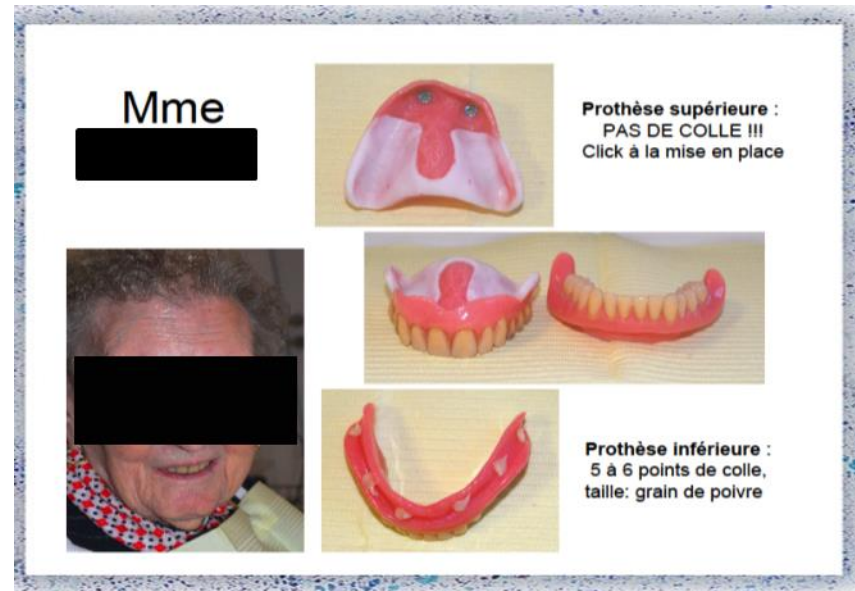 Mme
Prothèse supérieure :
PAS DE COLLE !!!
Click à la mise en place
Prothèse inférieure :
5 à 6 points de colle,
taille: grain de poivre